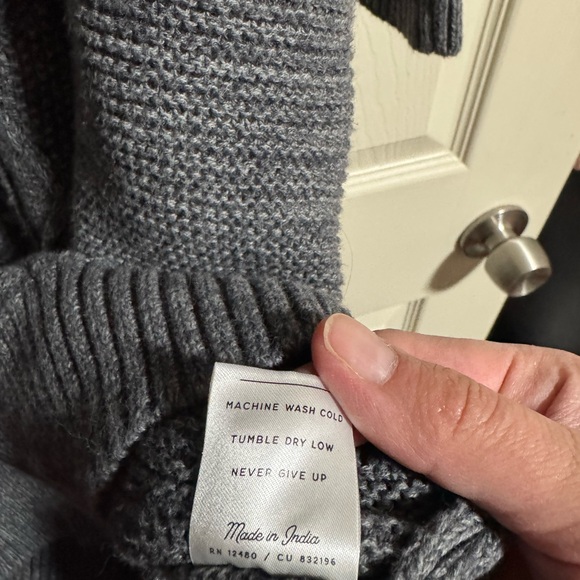 MACHINE WASH COLD
TUMBLE DRY LOW
NEVER GIVE UP
Made in India
RN 12480 / CU 832196